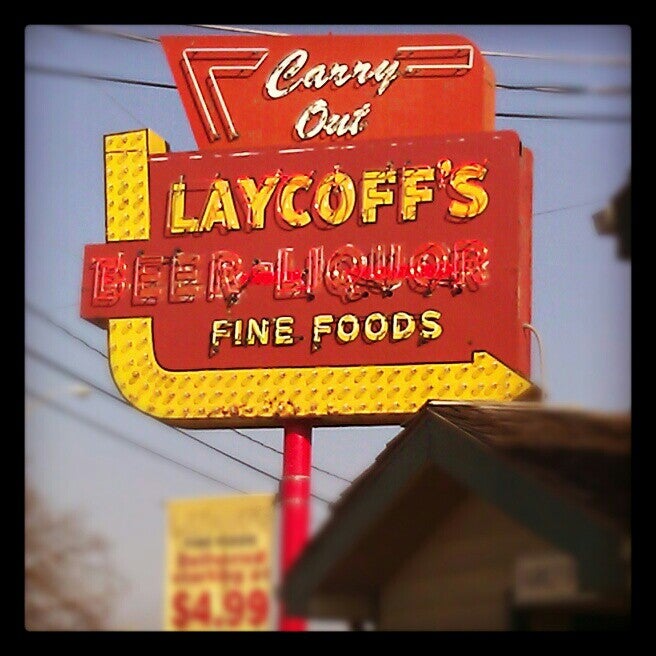 Carry
Out
LAYCOFF'S
BEER-LIQUOR
FINE FOODS
$4.99